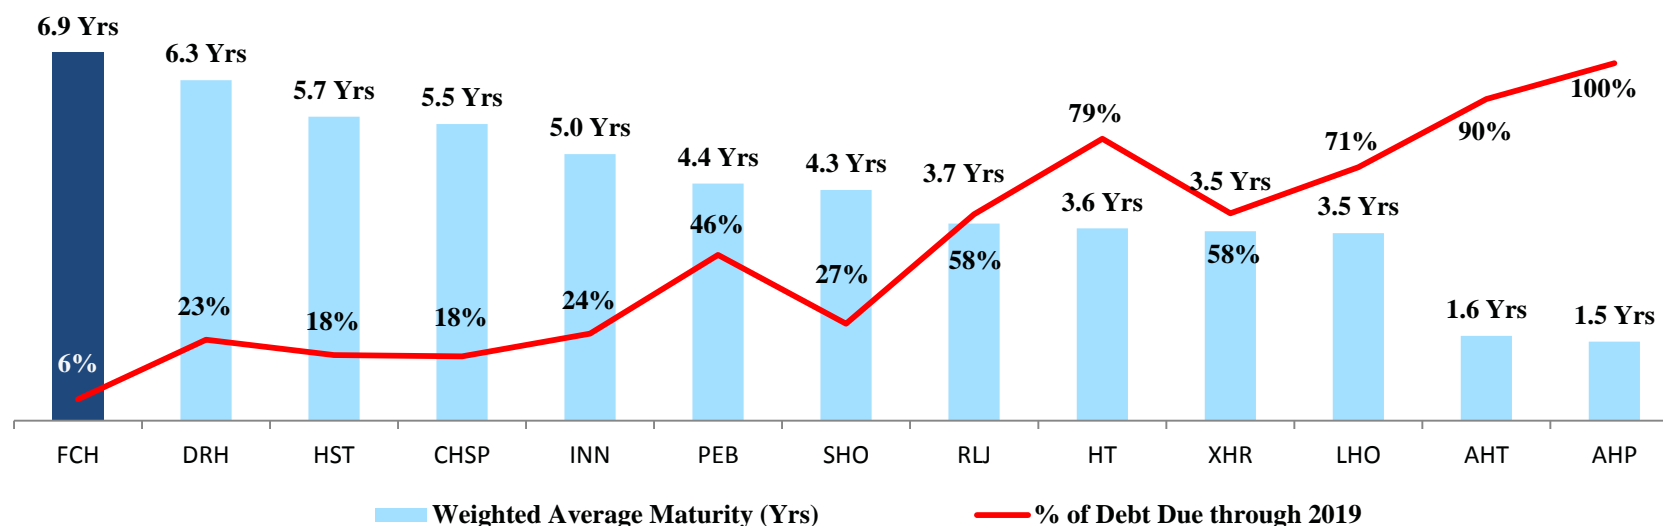 6.9 Yrs
6.3 Yrs
5.7 Yrs
5.5 Yrs
5.0 Yrs
4.4 Yrs
4.3 Yrs
3.7 Yrs
3.6 Yrs
3.5 Yrs
3.5 Yrs
1.6 Yrs
1.5 Yrs
6%
23%
18%
18%
24%
46%
27%
58%
79%
58%
71%
90%
100%
FCH DRH HST CHSP INN PEB SHO RLJ HT XHR LHO AHT AHP
Weighted Average Maturity (Yrs) % of Debt Due through 2019